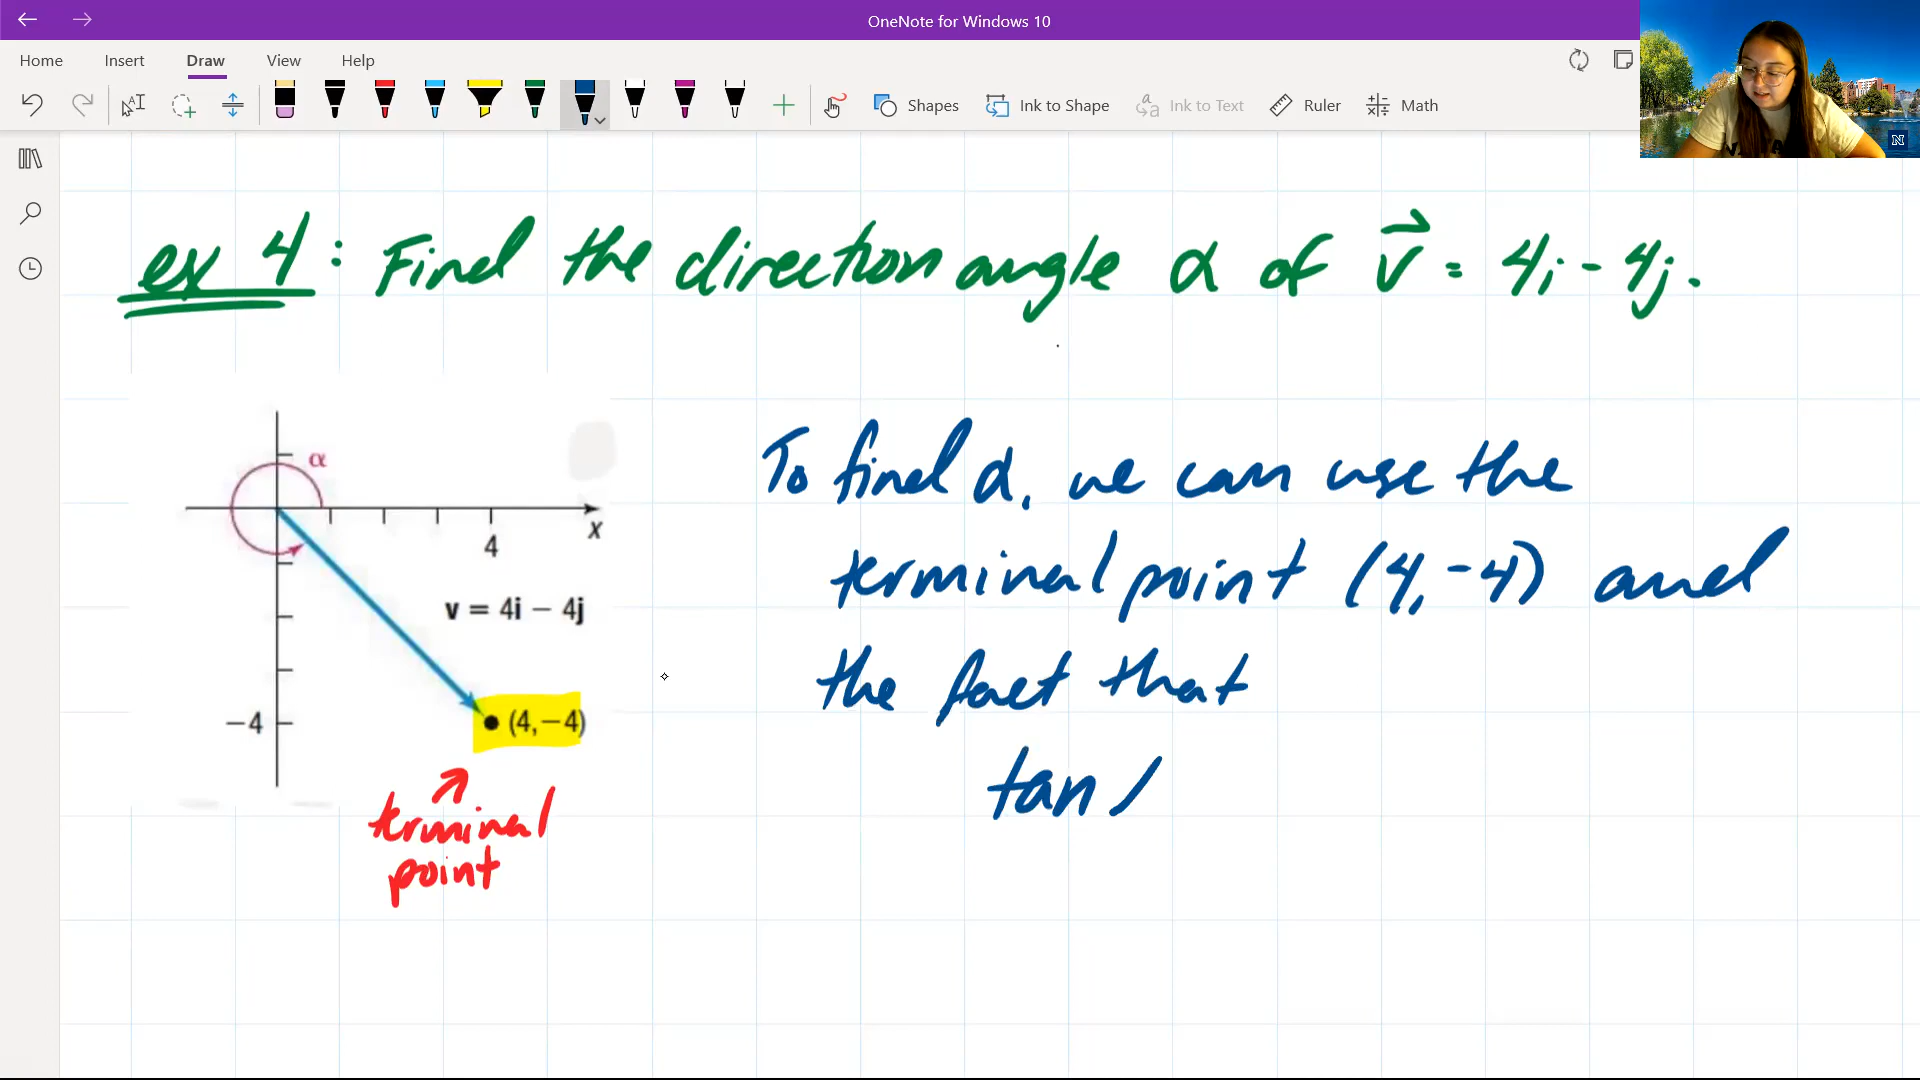 OneNote for Windows 10
Home Insert Draw View Help
Shapes Ink to Shape Ink to Text Ruler Math
N
ex 4: Find the direction angle α of v⃗ = 4i - 4j.
α
x
4
v = 4i − 4j
−4
(4,−4)
terminal
point
To find α, we can use the
terminal point (4, -4) and
the fact that
tan